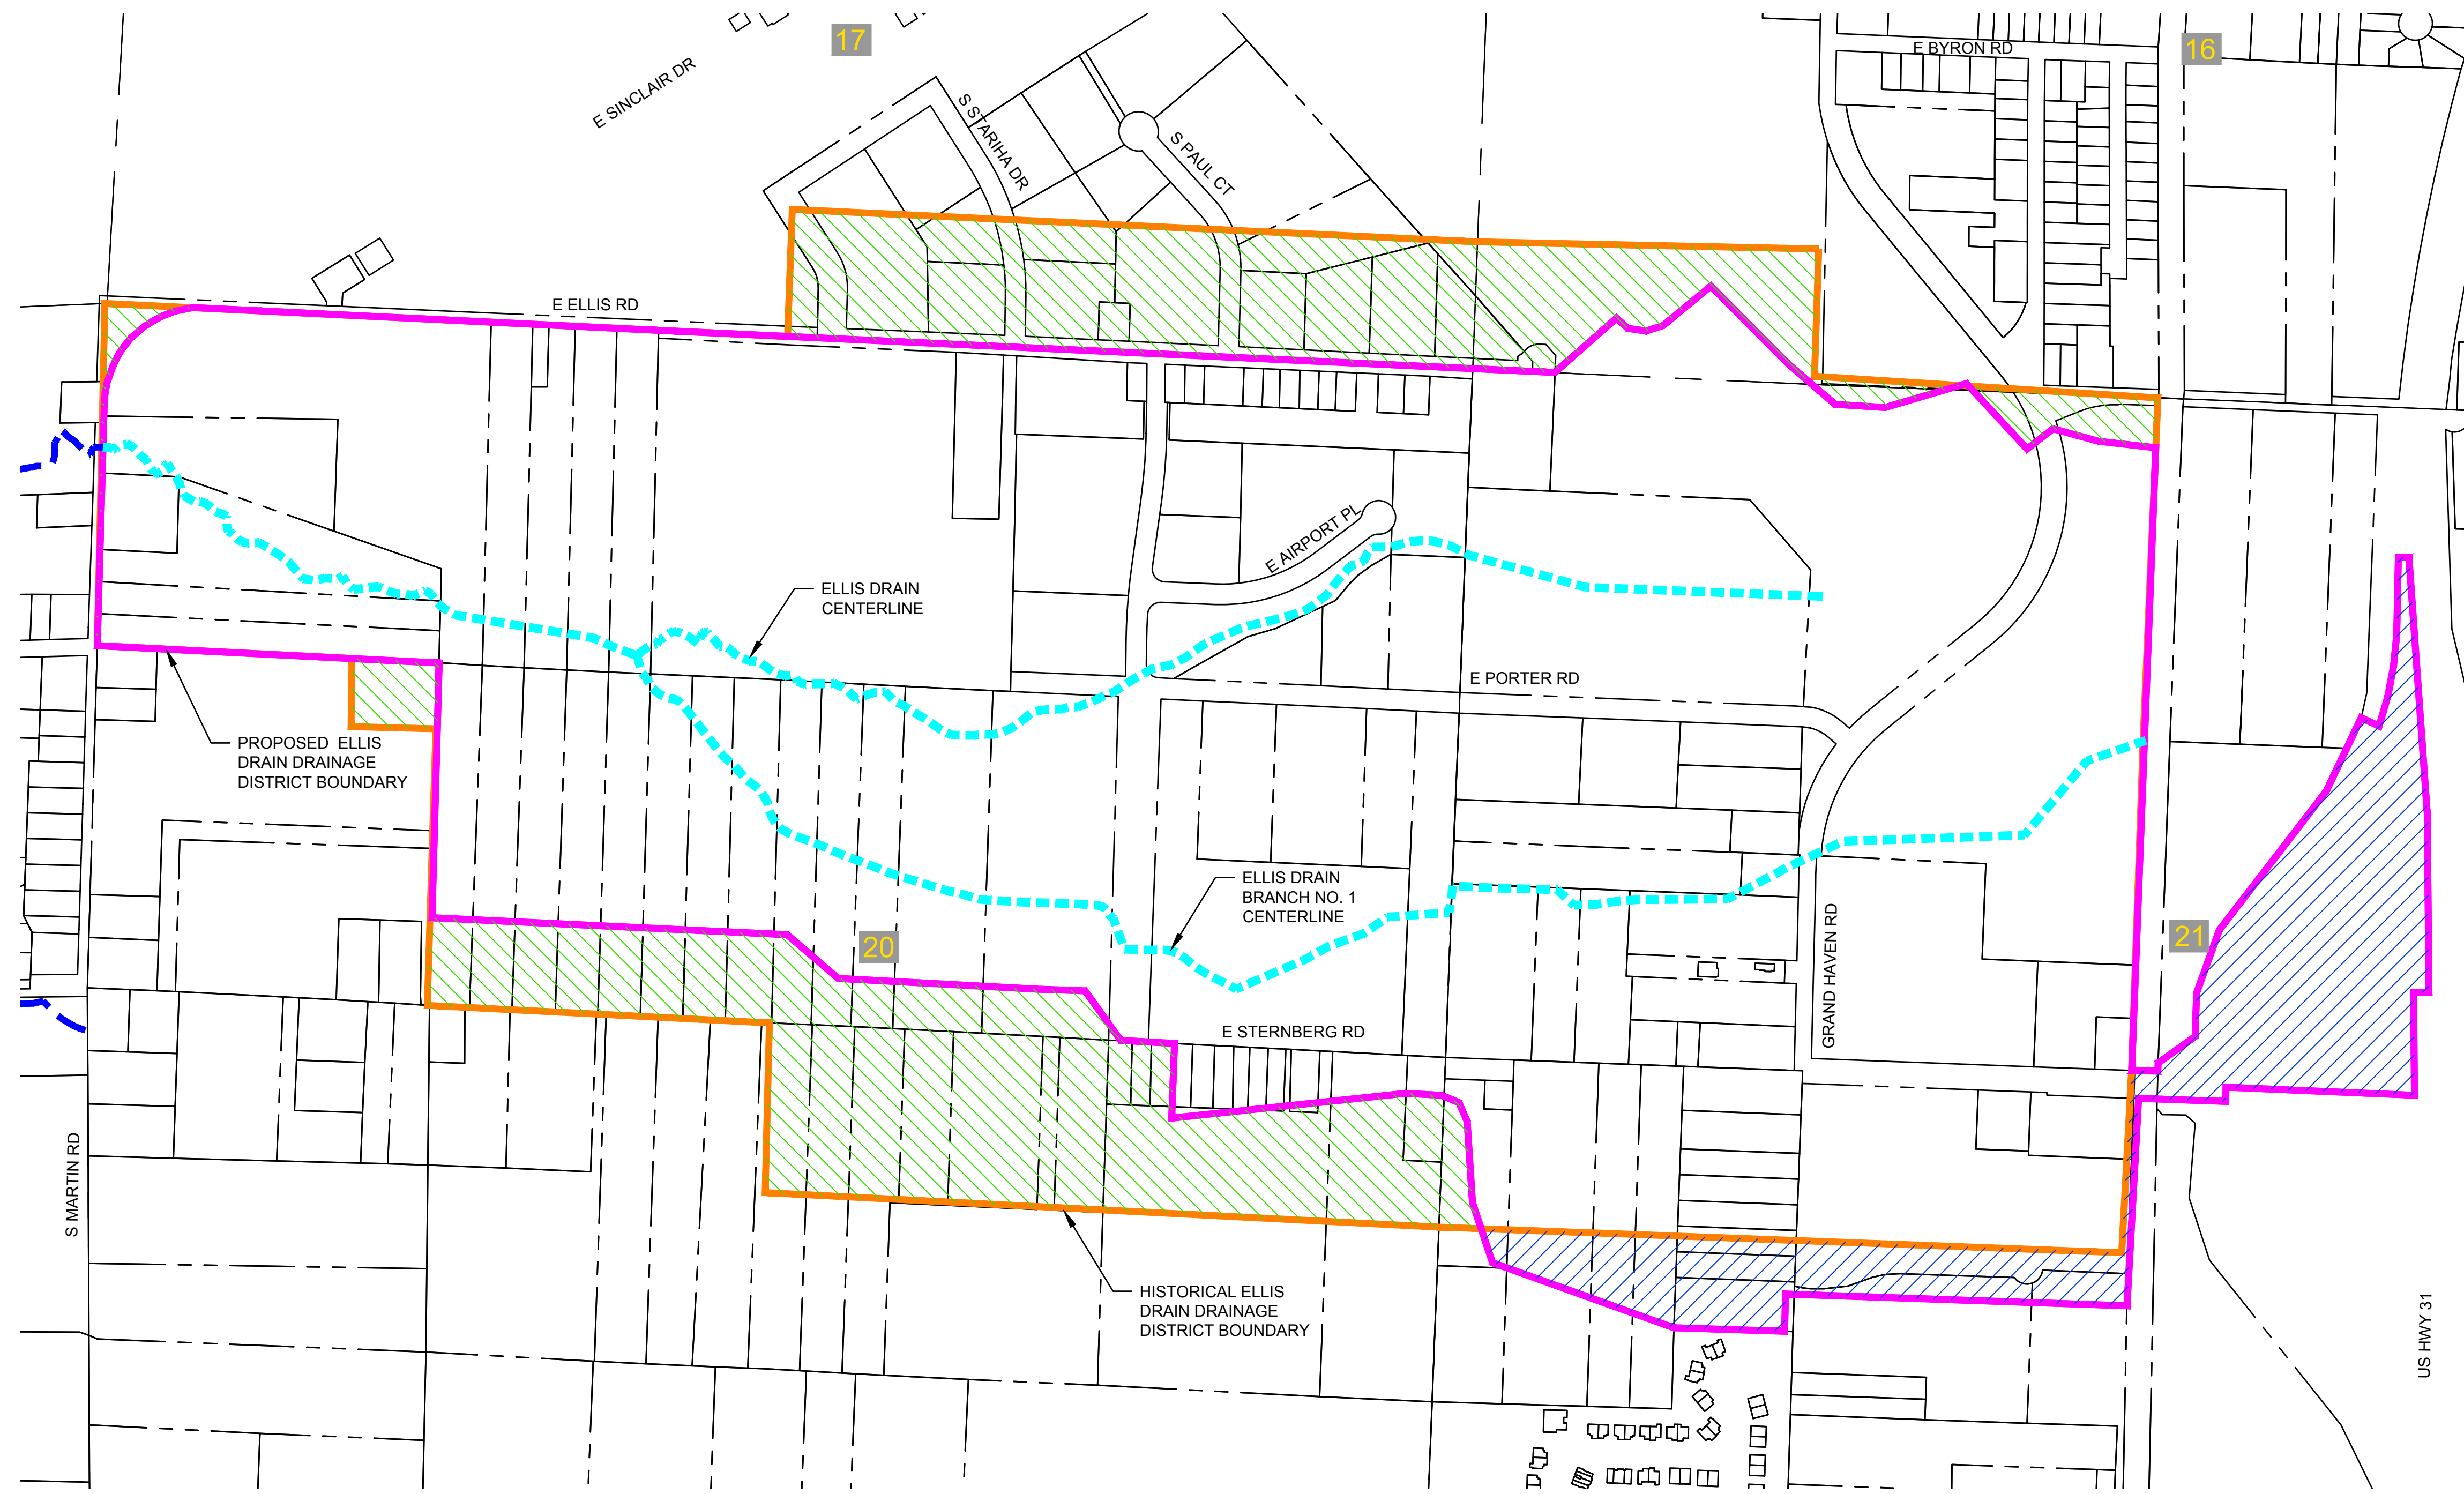 17
16
E BYRON RD
E SINCLAIR DR
S STARIHA DR
S PAUL CT
E ELLIS RD
E AIRPORT PL
ELLIS DRAIN
CENTERLINE
E PORTER RD
PROPOSED ELLIS
DRAIN DRAINAGE
DISTRICT BOUNDARY
ELLIS DRAIN
BRANCH NO. 1
CENTERLINE
GRAND HAVEN RD
20
21
E STERNBERG RD
S MARTIN RD
HISTORICAL ELLIS
DRAIN DRAINAGE
DISTRICT BOUNDARY
US HWY 31